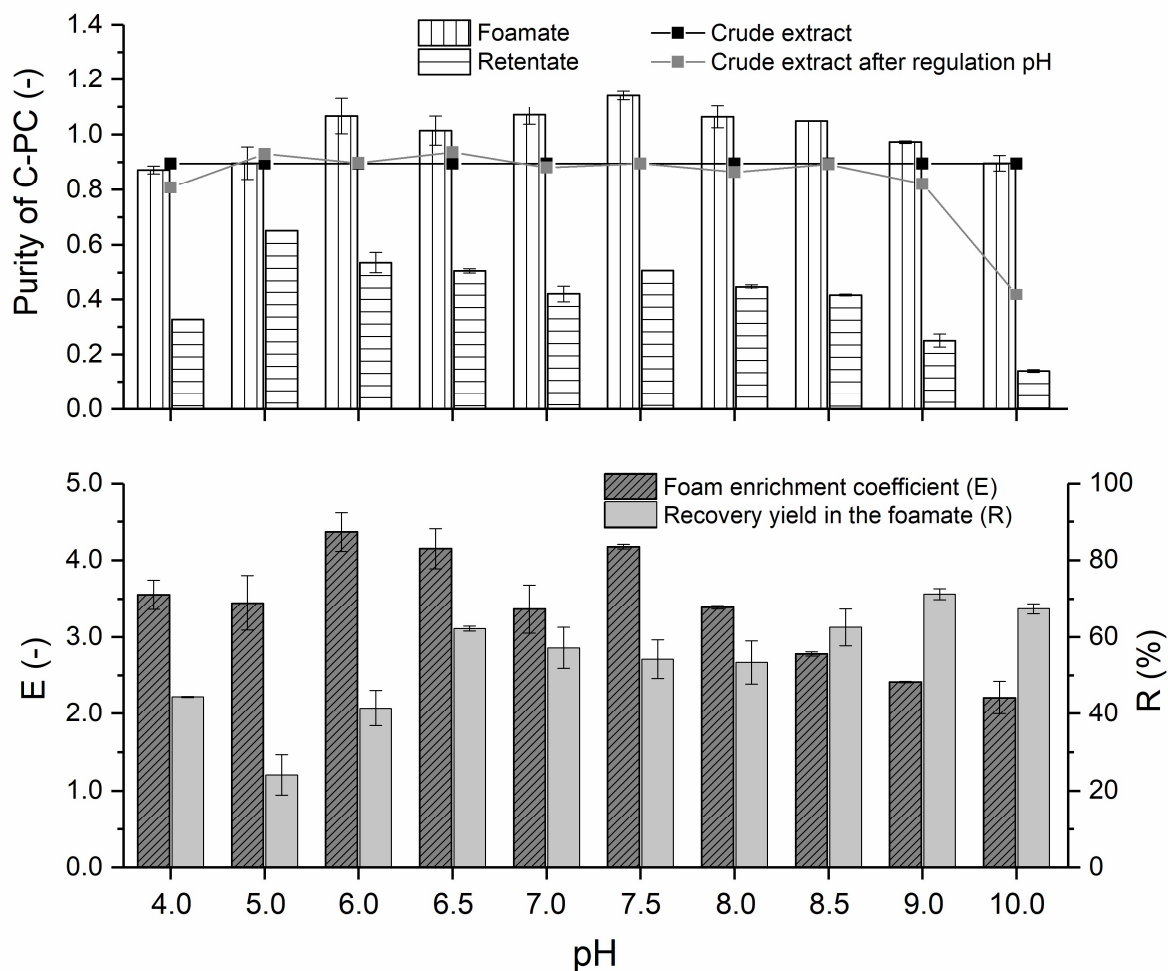 Purity of C-PC (-)
1.4
1.2
1.0
0.8
0.6
0.4
0.2
0.0
Foamate
Retentate
Crude extract
Crude extract after regulation pH
E (-)
5.0
4.0
3.0
2.0
1.0
0.0
Foam enrichment coefficient (E)
Recovery yield in the foamate (R)
100
80
60
40
20
0
R (%)
4.0 5.0 6.0 6.5 7.0 7.5 8.0 8.5 9.0 10.0
pH